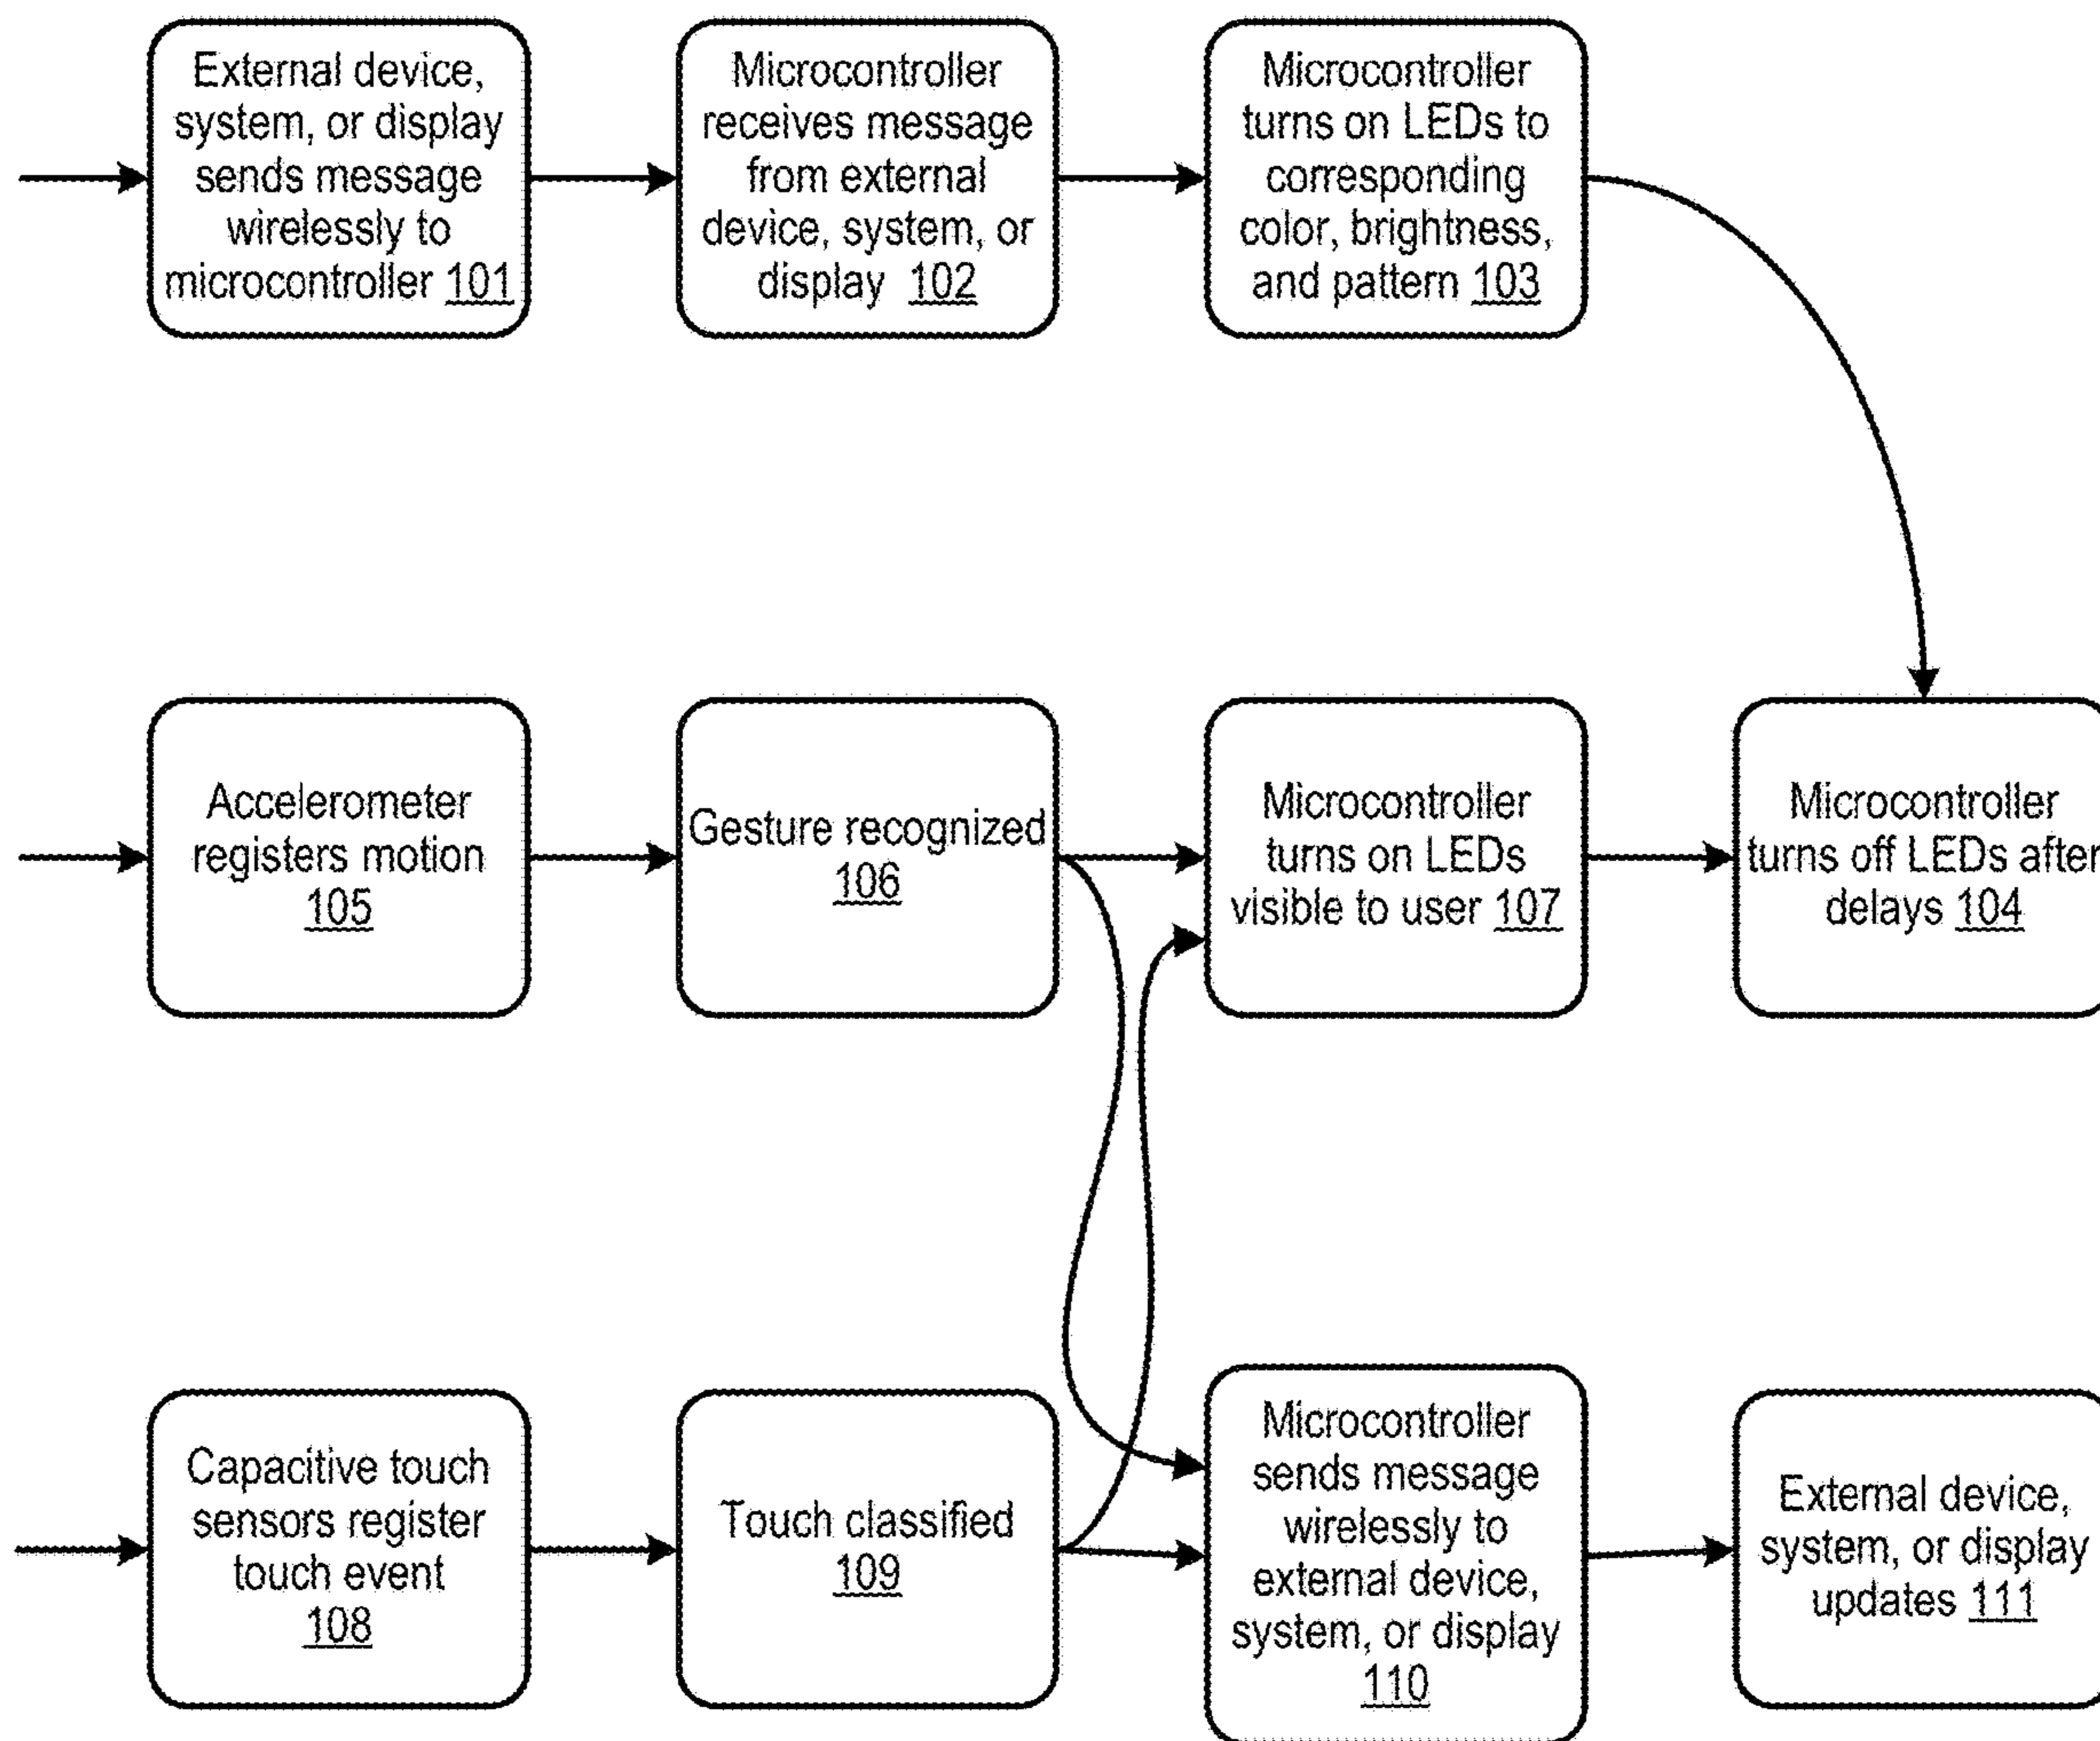 External device,
system, or display
sends message
wirelessly to
microcontroller 101
Microcontroller
receives message
from external
device, system, or
display 102
Microcontroller
turns on LEDs to
corresponding
color, brightness,
and pattern 103
Accelerometer
registers motion
105
Gesture recognized
106
Microcontroller
turns on LEDs
visible to user 107
Microcontroller
turns off LEDs after
delays 104
Capacitive touch
sensors register
touch event
108
Touch classified
109
Microcontroller
sends message
wirelessly to
external device,
system, or display
110
External device,
system, or display
updates 111